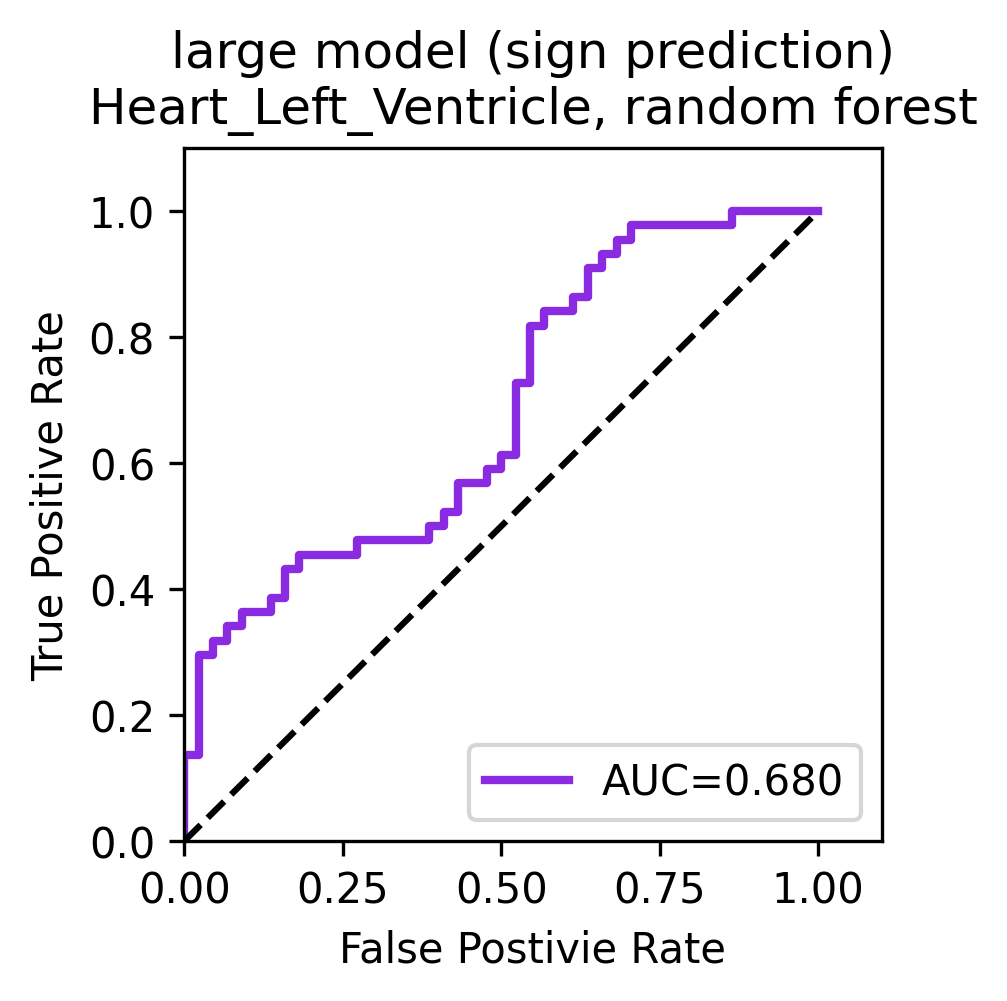 large model (sign prediction)
Heart_Left_Ventricle, random forest
1.0
0.8
0.6
0.4
0.2
0.0
True Positive Rate
AUC=0.680
0.00 0.25 0.50 0.75 1.00
False Postivie Rate